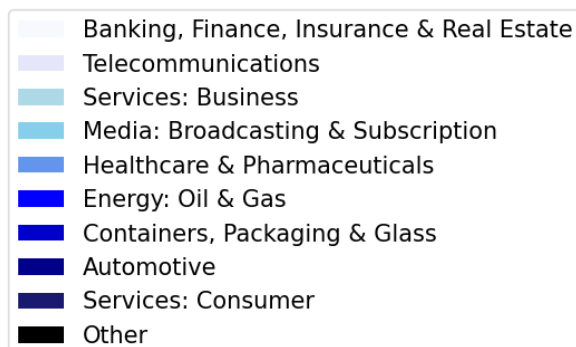 Banking, Finance, Insurance & Real Estate
Telecommunications
Services: Business
Media: Broadcasting & Subscription
Healthcare & Pharmaceuticals
Energy: Oil & Gas
Containers, Packaging & Glass
Automotive
Services: Consumer
Other